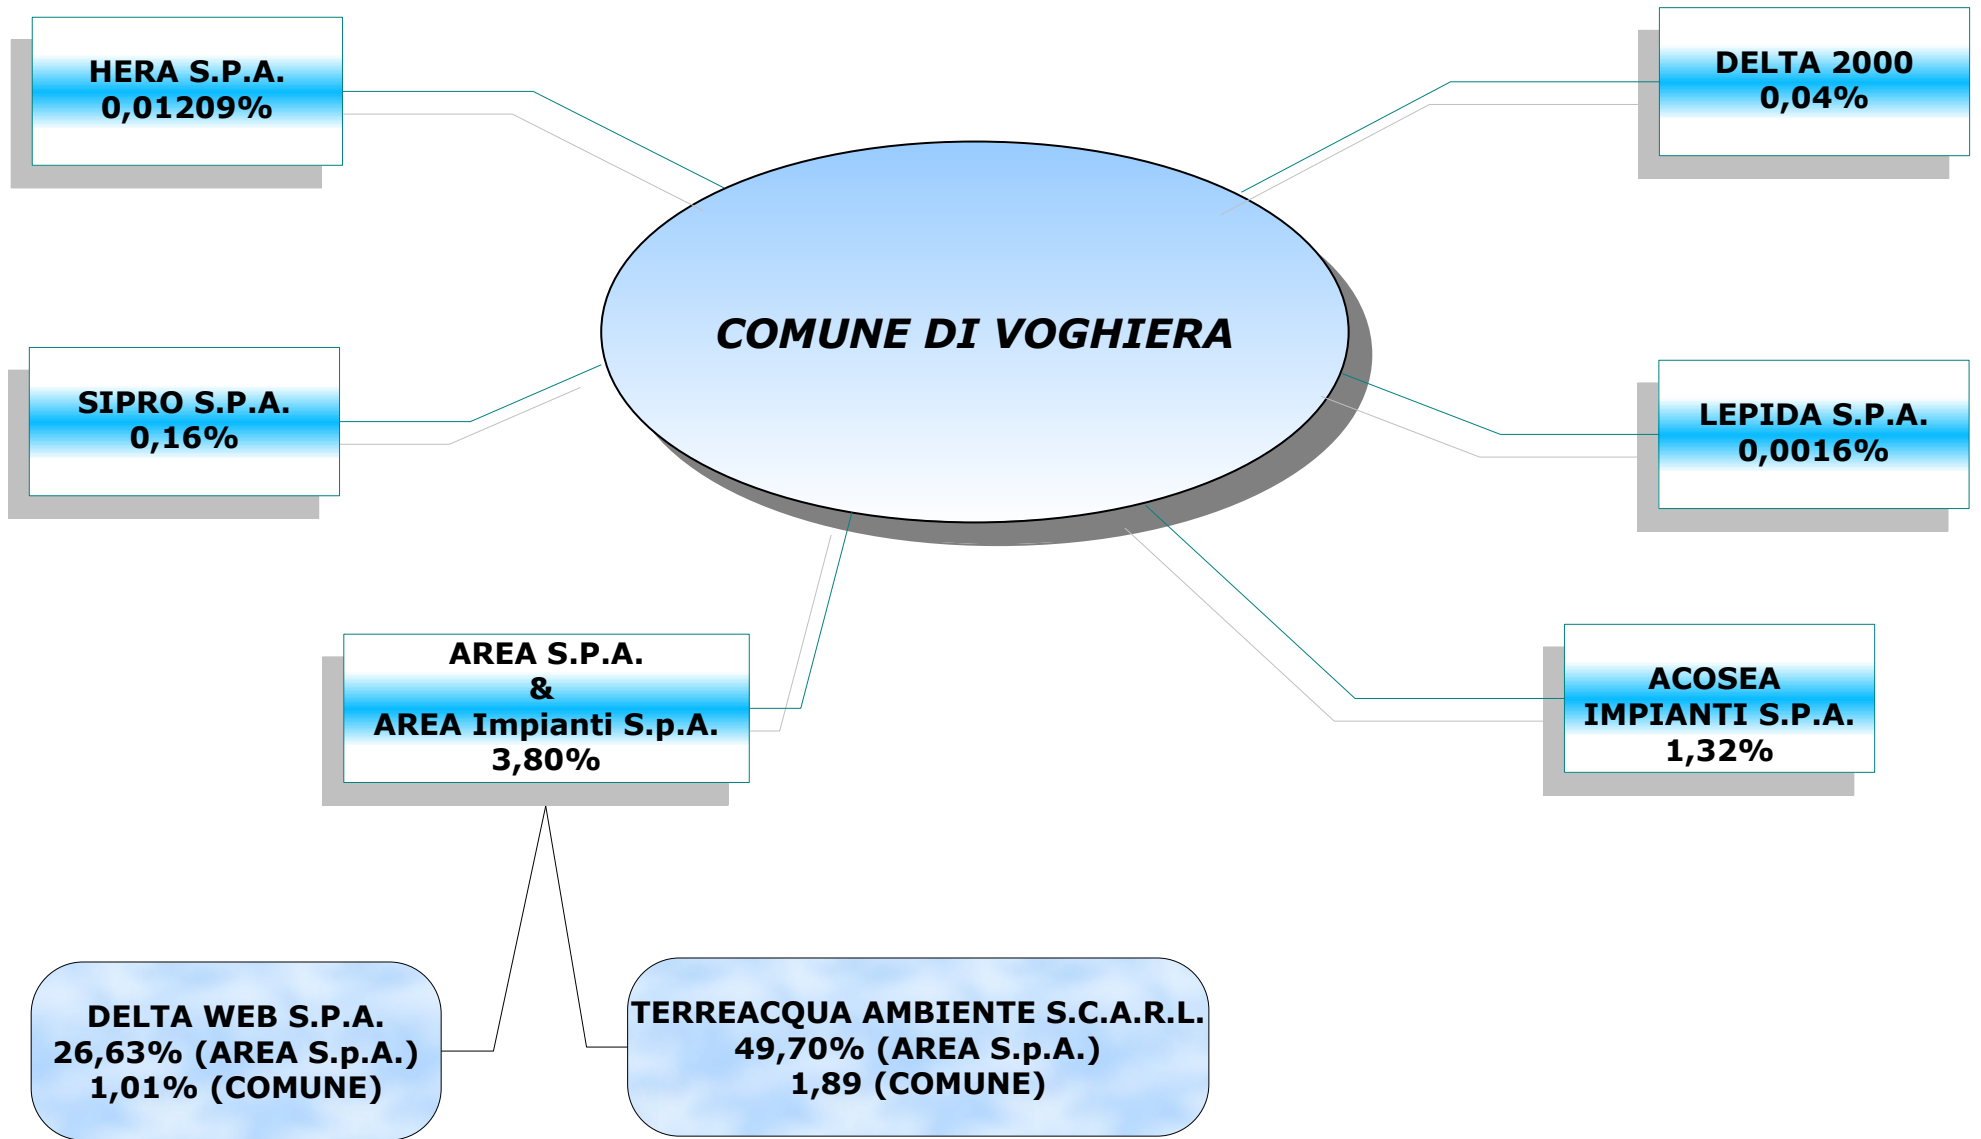 HERA S.P.A.
0,01209%
DELTA 2000
0,04%
COMUNE DI VOGHIERA
SIPRO S.P.A.
0,16%
LEPIDA S.P.A.
0,0016%
AREA S.P.A.
&
AREA Impianti S.p.A.
3,80%
ACOSEA
IMPIANTI S.P.A.
1,32%
DELTA WEB S.P.A.
26,63% (AREA S.p.A.)
1,01% (COMUNE)
TERREACQUA AMBIENTE S.C.A.R.L.
49,70% (AREA S.p.A.)
1,89 (COMUNE)